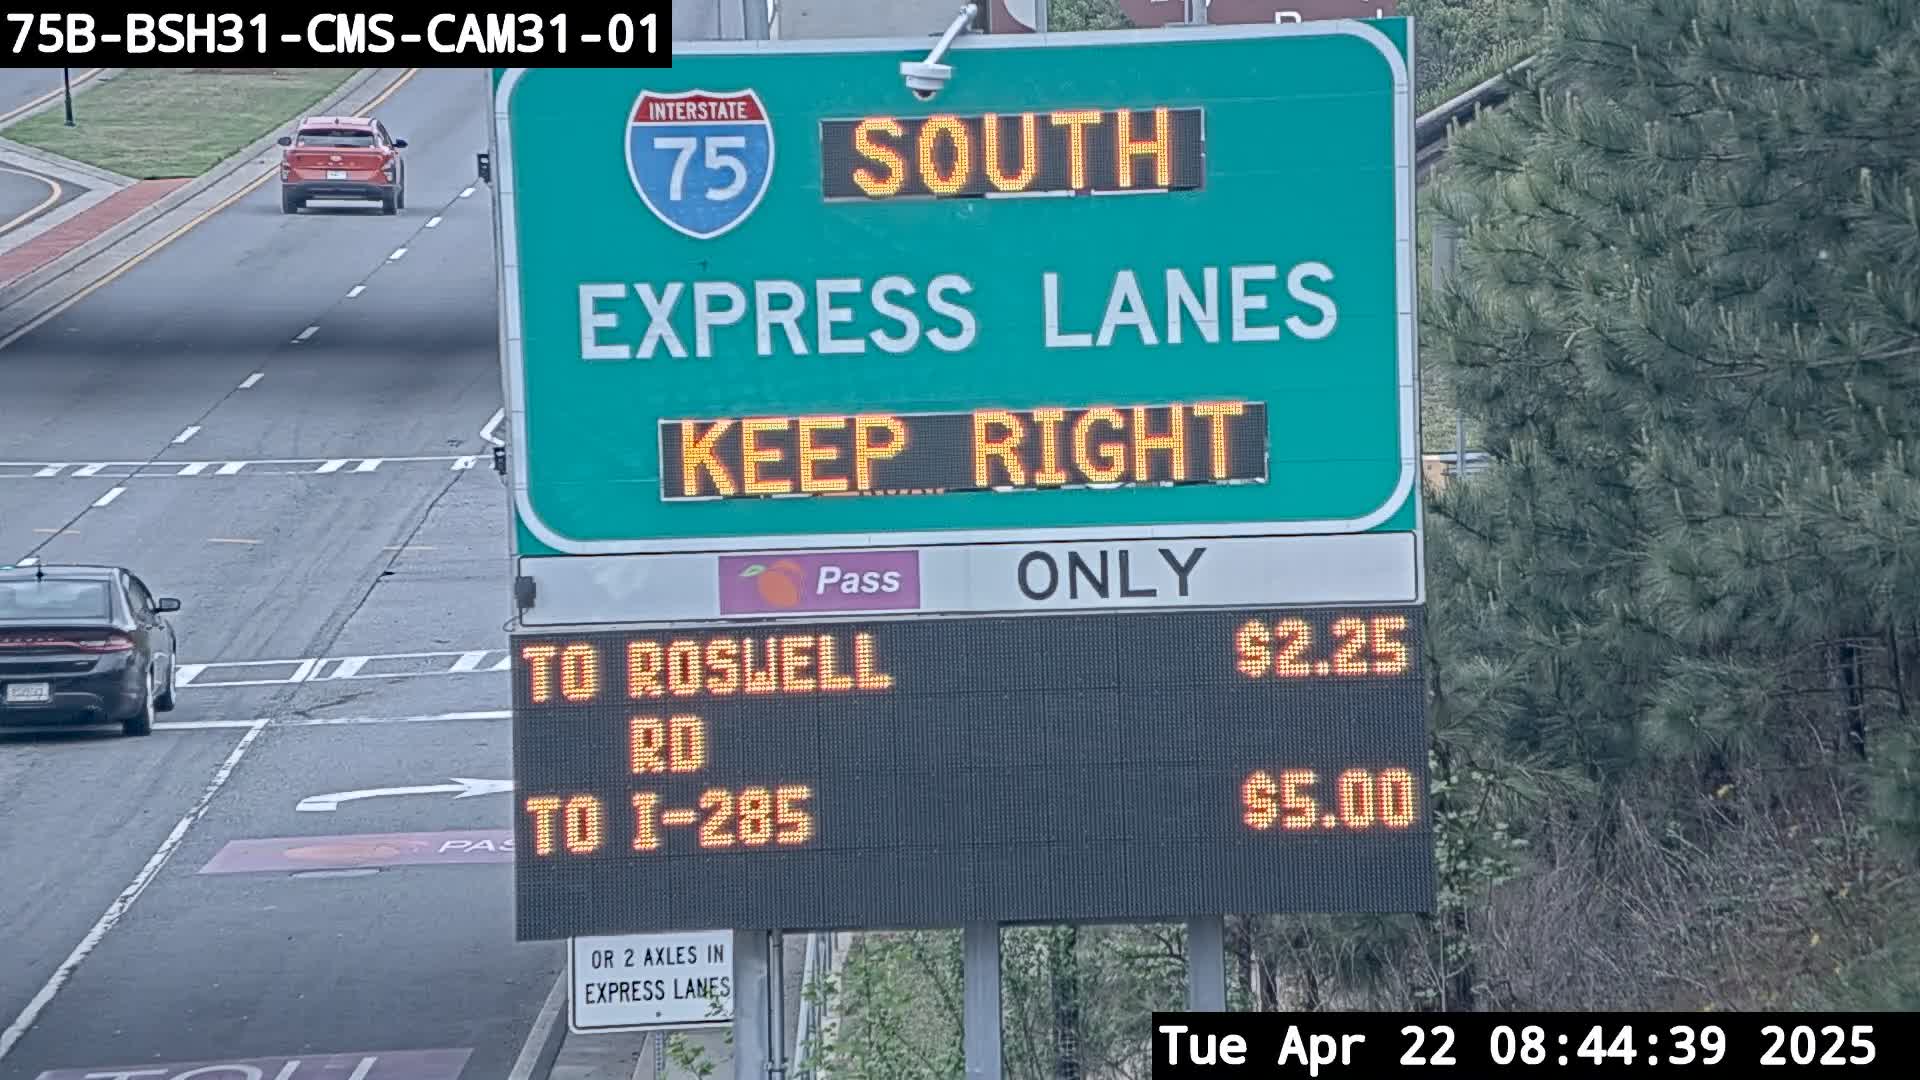 75B-BSH31-CMS-CAM31-01
INTERSTATE
75
SOUTH
EXPRESS LANES
KEEP RIGHT
Pass ONLY
TO ROSWELL $2.25
RD
TO I-285 $5.00
OR 2 AXLES IN
EXPRESS LANES
TOLL
Tue Apr 22 08:44:39 2025